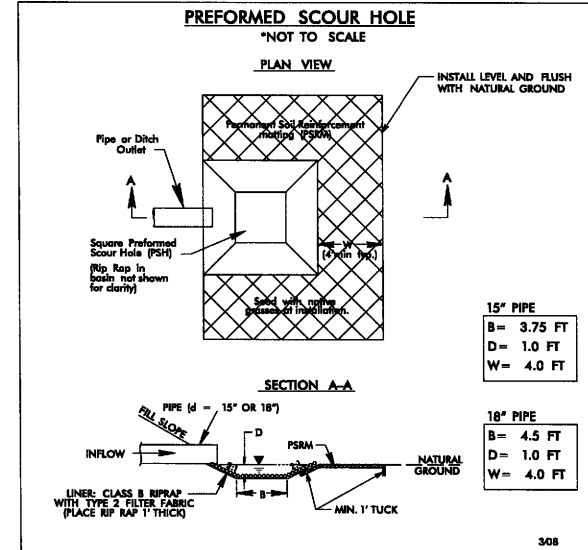 PREFORMED SCOUR HOLE
*NOT TO SCALE
PLAN VIEW
INSTALL LEVEL AND FLUSH
WITH NATURAL GROUND
Permanent Soil Reinforcement
matting (PSRM)
Pipe or Ditch
Outlet
A
A
Square Preformed
Scour Hole (PSH)
(Rip Rap in
basin not shown
for clarity)
W
(4' min typ.)
Seed with native
grasses at installation.
15" PIPE
B= 3.75 FT
D= 1.0 FT
W= 4.0 FT
SECTION A-A
PIPE (d = 15" OR 18")
FILL SLOPE
D
PSRM
INFLOW
NATURAL
GROUND
B
LINER: CLASS B RIPRAP
WITH TYPE 2 FILTER FABRIC
(PLACE RIP RAP 1' THICK)
MIN. 1' TUCK
18" PIPE
B= 4.5 FT
D= 1.0 FT
W= 4.0 FT
308